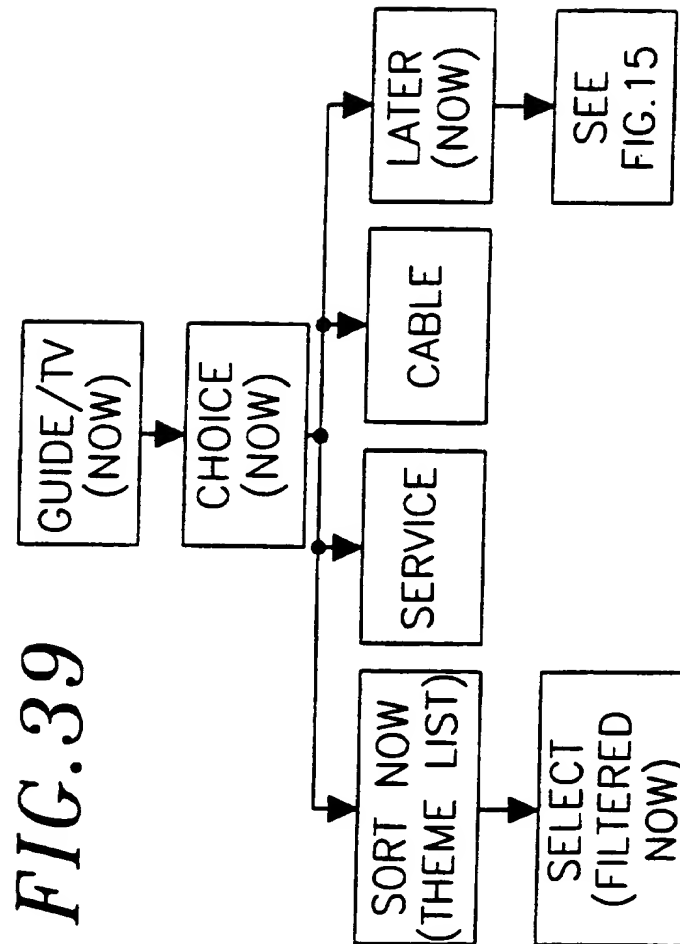 FIG. 39
GUIDE/TV
(NOW)
CHOICE
(NOW)
SORT NOW
(THEME LIST)
SERVICE
CABLE
LATER
(NOW)
SELECT
(FILTERED
NOW)
SEE
FIG. 15